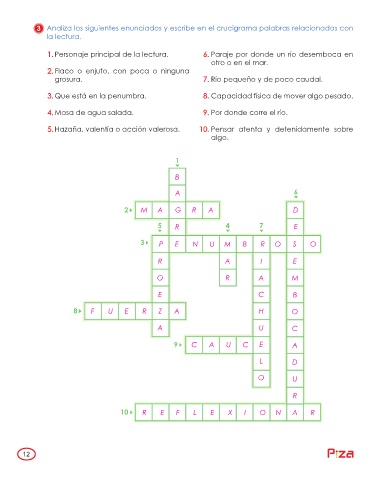 3 Analiza los siguientes enunciados y escribe en el crucigrama palabras relacionadas con
la lectura.
1. Personaje principal de la lectura.
2. Flaco o enjuto, con poca o ninguna
grosura.
3. Que está en la penumbra.
4. Masa de agua salada.
5. Hazaña, valentía o acción valerosa.
6. Paraje por donde un río desemboca en
otro o en el mar.
7. Río pequeño y de poco caudal.
8. Capacidad física de mover algo pesado.
9. Por donde corre el río.
10. Pensar atenta y detenidamente sobre
algo.
1
B
A 6
2 M A G R A D
5 R 4 7 E
3 P E N U M B R O S O
R A I E
O R A M
E C B
8 F U E R Z A H O
A U C
9 C A U C E A
L D
O U
R
10 R E F L E X I O N A R
12
Piza